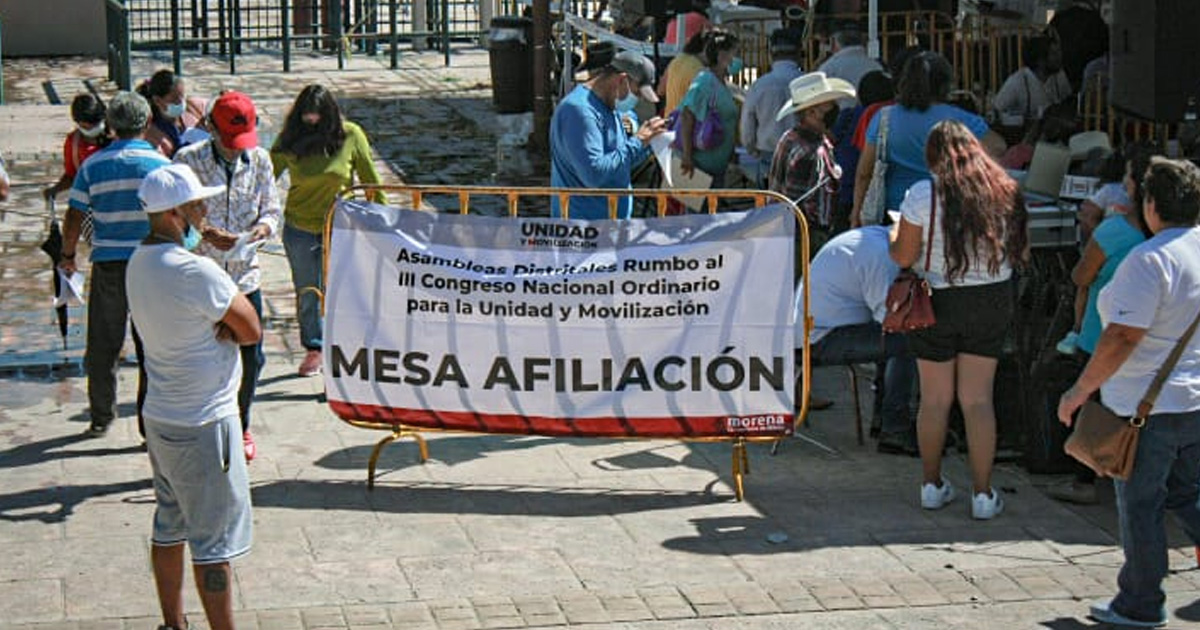 UNIDAD
Y MOVILIZACIÓN
Asambleas Distritales Rumbo al
III Congreso Nacional Ordinario
para la Unidad y Movilización
MESA AFILIACIÓN
morena